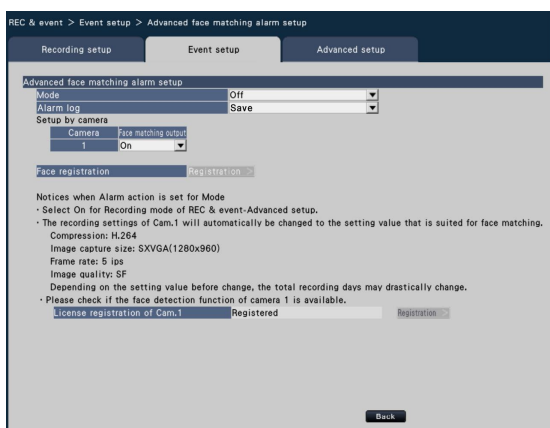 REC & event > Event setup > Advanced face matching alarm setup
Recording setup Event setup Advanced setup
Advanced face matching alarm setup
Mode Off
Alarm log Save
Setup by camera
Camera Face matching output
1 On
Face registration Registration >
Notices when Alarm action is set for Mode
・Select On for Recording mode of REC & event-Advanced setup.
・The recording settings of Cam.1 will automatically be changed to the setting value that is suited for face matching.
Compression: H.264
Image capture size: SXVGA(1280x960)
Frame rate: 5 ips
Image quality: SF
Depending on the setting value before change, the total recording days may drastically change.
・Please check if the face detection function of camera 1 is available.
License registration of Cam.1 Registered Registration >
Back